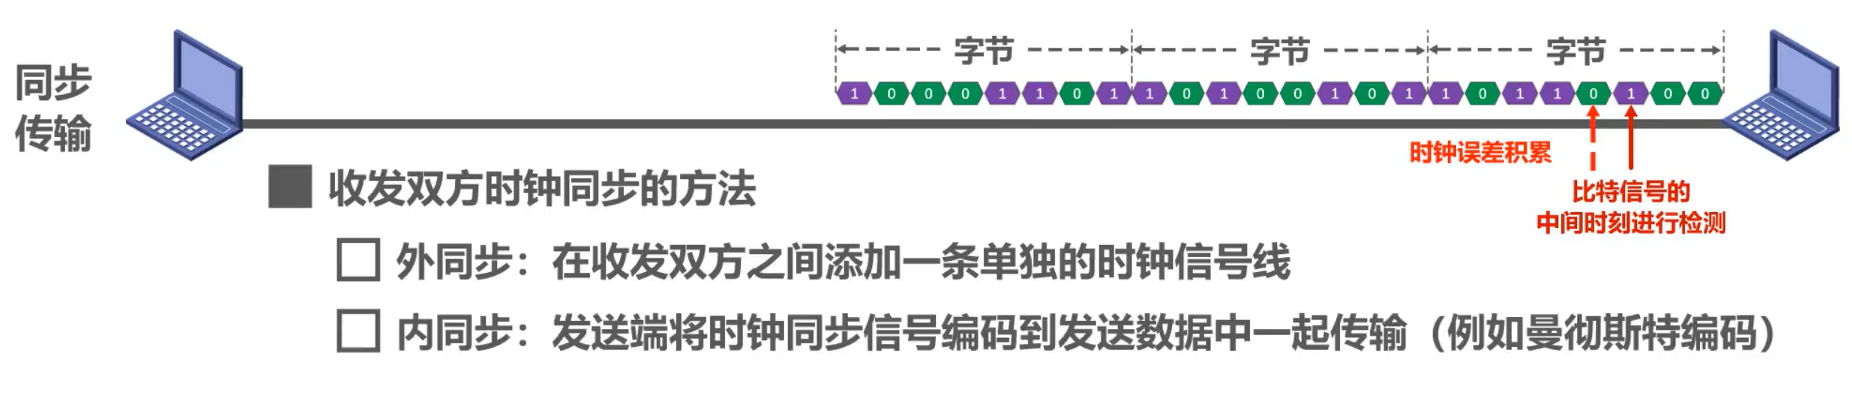 同步
传输
字节 字节 字节
1 0 0 0 1 1 0 1 1 0 1 0 0 1 0 1 1 0 1 1 0 1 0 0
时钟误差积累
比特信号的
中间时刻进行检测
收发双方时钟同步的方法
外同步：在收发双方之间添加一条单独的时钟信号线
内同步：发送端将时钟同步信号编码到发送数据中一起传输（例如曼彻斯特编码）